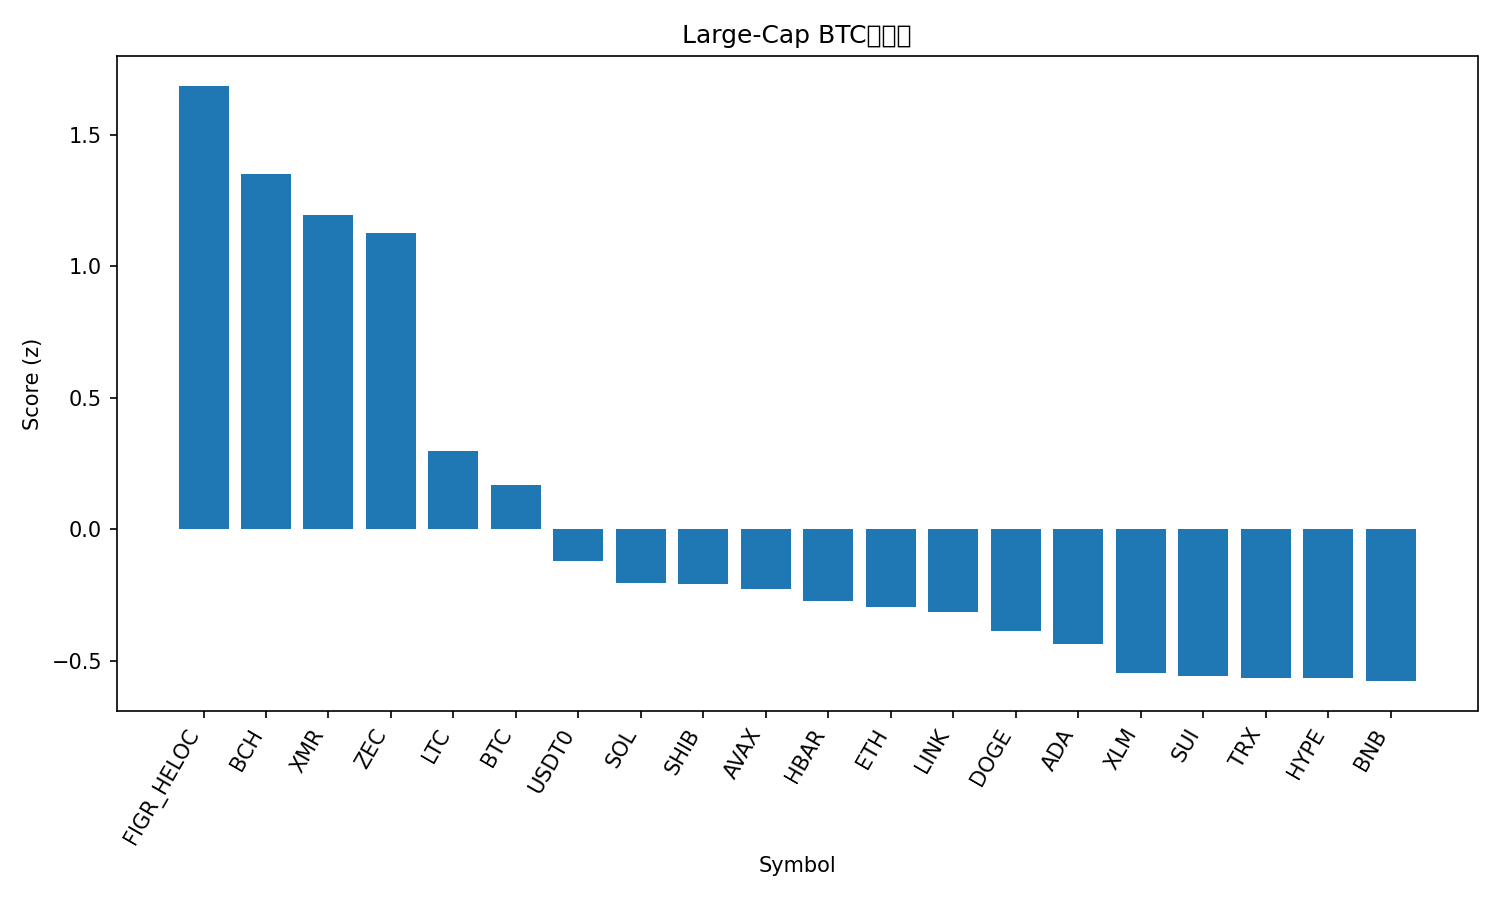 Large-Cap BTC
Score (z)
1.5
1.0
0.5
0.0
−0.5
FIGR_HELOC
BCH
XMR
ZEC
LTC
BTC
USDT0
SOL
SHIB
AVAX
HBAR
ETH
LINK
DOGE
ADA
XLM
SUI
TRX
HYPE
BNB
Symbol